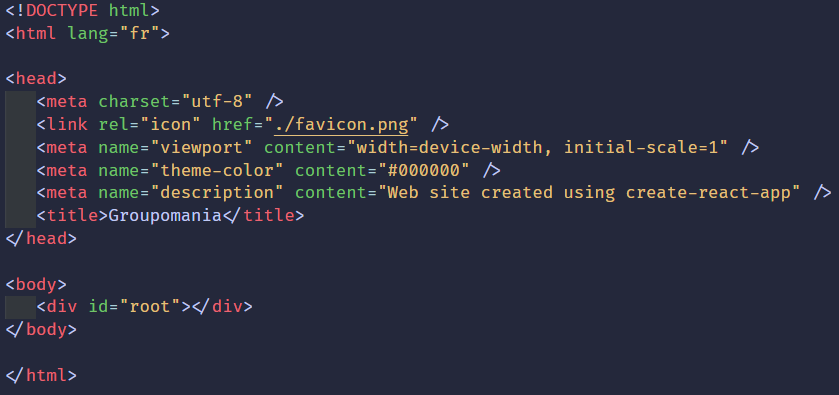 <!DOCTYPE html>
<html lang="fr">
<head>
<meta charset="utf-8" />
<link rel="icon" href="./favicon.png" />
<meta name="viewport" content="width=device-width, initial-scale=1" />
<meta name="theme-color" content="#000000" />
<meta name="description" content="Web site created using create-react-app" />
<title>Groupomania</title>
</head>
<body>
<div id="root"></div>
</body>
</html>